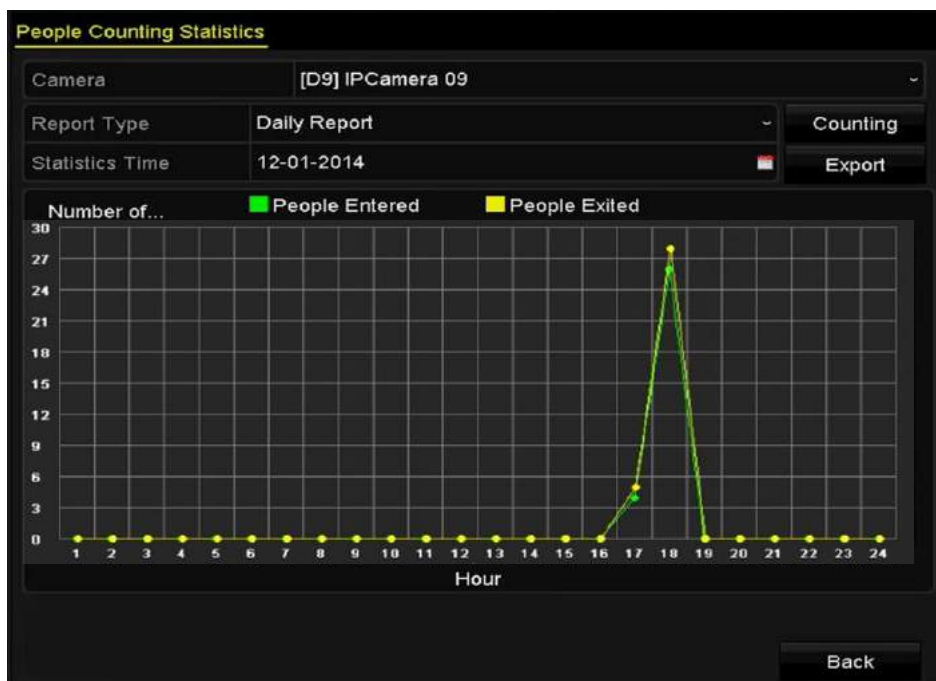 People Counting Statistics
Camera [D9] IPCamera 09
Report Type Daily Report Counting
Statistics Time 12-01-2014 Export
Number of... People Entered People Exited
30
27
24
21
18
15
12
9
6
3
0
1 2 3 4 5 6 7 8 9 10 11 12 13 14 15 16 17 18 19 20 21 22 23 24
Hour
Back